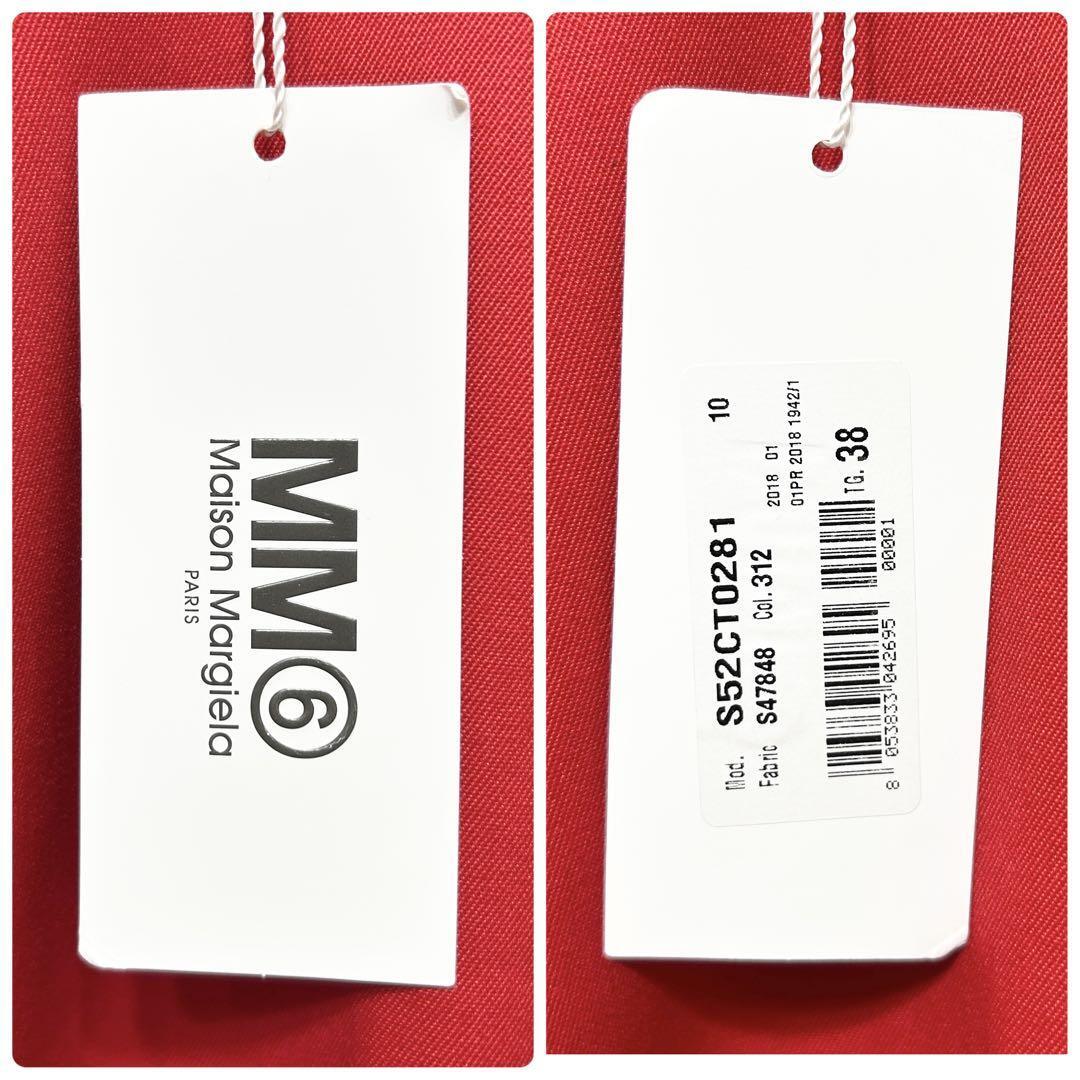 MM6
Maison Margiela
PARIS
Mod. S52CT0281 10
Fabric S47848 Col. 312
2018 01
01PR 2018 1942/1
TG. 38
8 053833 042695 00001